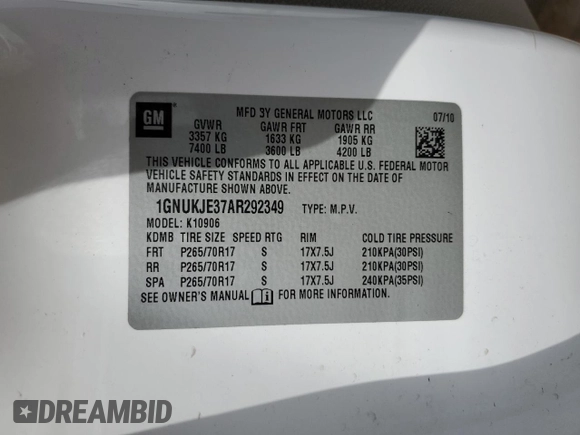 GM
MFD 3Y GENERAL MOTORS LLC 07/10
GVWR GAWR FRT GAWR RR
3357 KG 1633 KG 1905 KG
7400 LB 3600 LB 4200 LB
THIS VEHICLE CONFORMS TO ALL APPLICABLE U.S. FEDERAL MOTOR
VEHICLE SAFETY STANDARDS IN EFFECT ON THE DATE OF
MANUFACTURE SHOWN ABOVE.
1GNUKJE37AR292349 TYPE: M.P.V.
MODEL: K10906
KDMB TIRE SIZE SPEED RTG RIM COLD TIRE PRESSURE
FRT P265/70R17 S 17X7.5J 210KPA(30PSI)
RR P265/70R17 S 17X7.5J 210KPA(30PSI)
SPA P265/70R17 S 17X7.5J 240KPA(35PSI)
SEE OWNER'S MANUAL FOR MORE INFORMATION.
DREAMBID